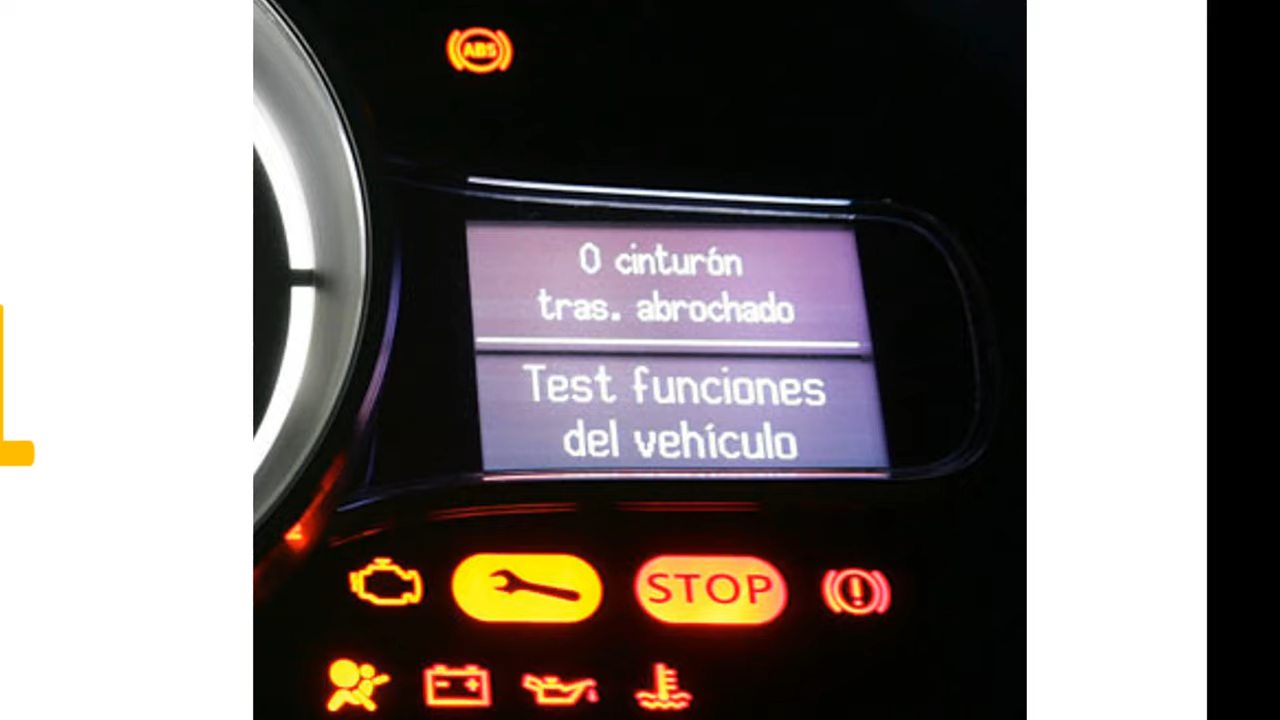 ABS
0 cinturón
tras. abrochado
Test funciones
del vehículo
STOP